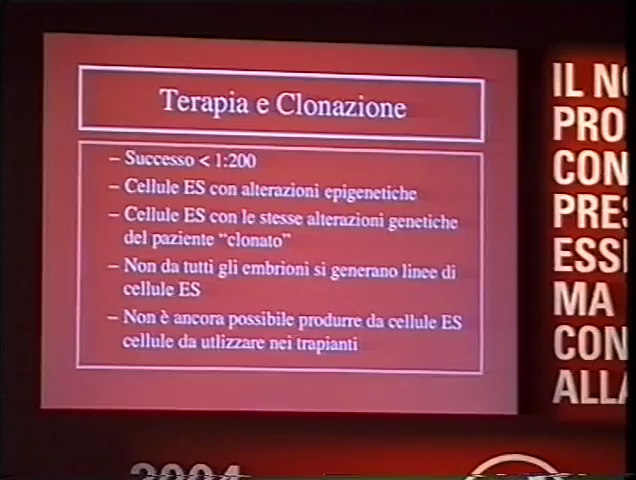 Terapia e Clonazione
– Successo < 1:200
– Cellule ES con alterazioni epigenetiche
– Cellule ES con le stesse alterazioni genetiche
del paziente “clonato”
– Non da tutti gli embrioni si generano linee di
cellule ES
– Non è ancora possibile produrre da cellule ES
cellule da utlizzare nei trapianti
IL N
PRO
CON
PRES
ESS
MA
CON
ALLA
2004